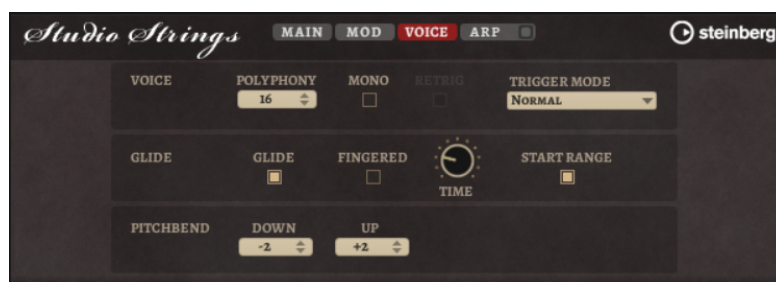 Studio Strings MAIN MOD VOICE ARP steinberg
VOICE POLYPHONY MONO RETRIG TRIGGER MODE
16 NORMAL
GLIDE GLIDE FINGERED START RANGE
TIME
PITCHBEND DOWN UP
-2 +2